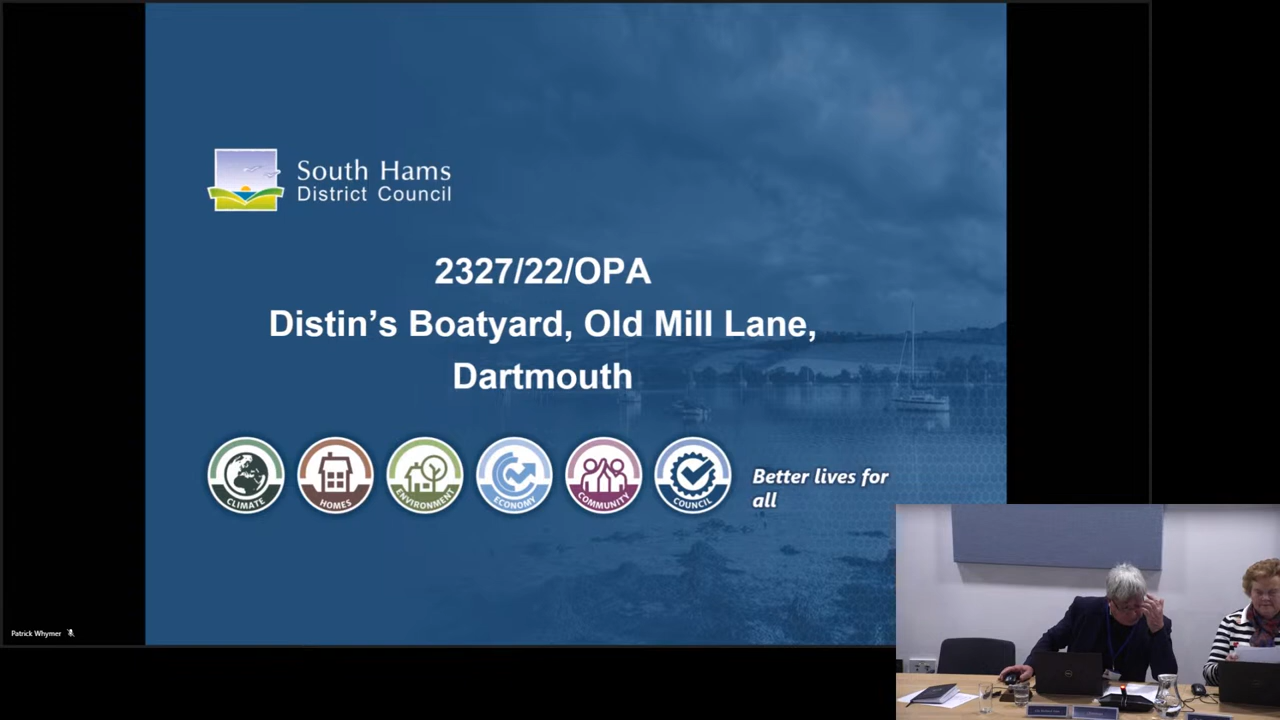 South Hams
District Council
2327/22/OPA
Distin's Boatyard, Old Mill Lane,
Dartmouth
CLIMATE
HOMES
ENVIRONMENT
ECONOMY
COMMUNITY
COUNCIL
Better lives for
all
Patrick Whymer